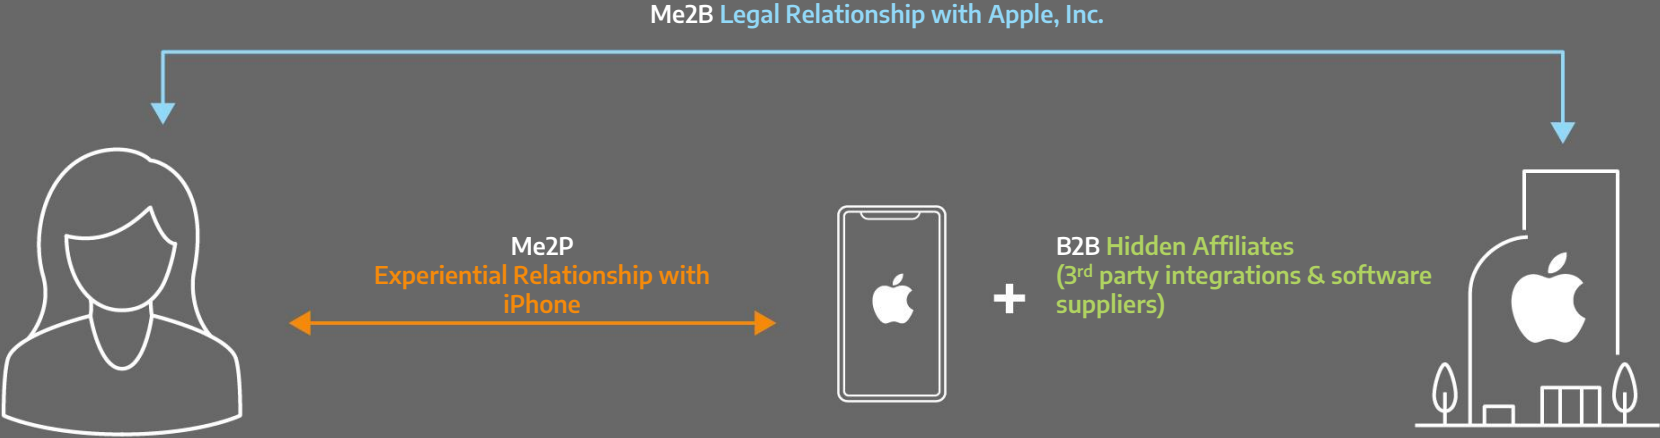 Me2B Legal Relationship with Apple, Inc.
Me2P
Experiential Relationship with
iPhone
B2B Hidden Affiliates
(3rd party integrations & software
suppliers)